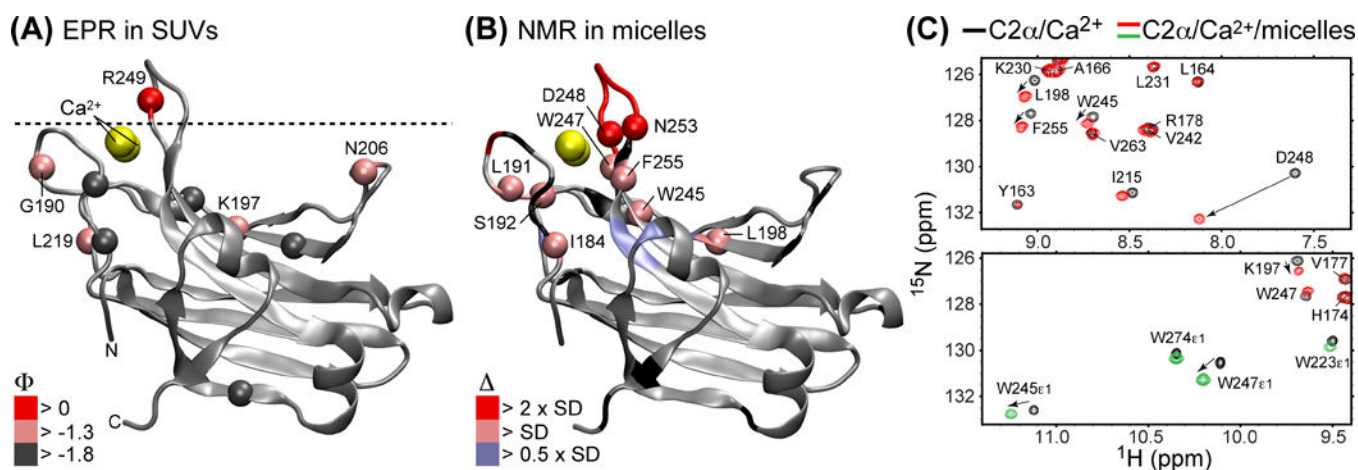 (A) EPR in SUVs
R249
Ca²⁺
N206
G190
K197
L219
N
C
Φ
> 0
> -1.3
> -1.8
(B) NMR in micelles
D248
W247
N253
L191
F255
W245
S192
I184
L198
Δ
> 2 x SD
> SD
> 0.5 x SD
(C) C2α/Ca²⁺ C2α/Ca²⁺/micelles
K230
A166
L231
L164
L198
W245
F255
R178
V263
V242
D248
I215
Y163
126
128
130
132
9.0
8.5
8.0
7.5
¹⁵N (ppm)
K197
V177
W247
H174
W274ε1
W223ε1
W247ε1
W245ε1
126
128
130
132
11.0
10.5
10.0
9.5
¹H (ppm)